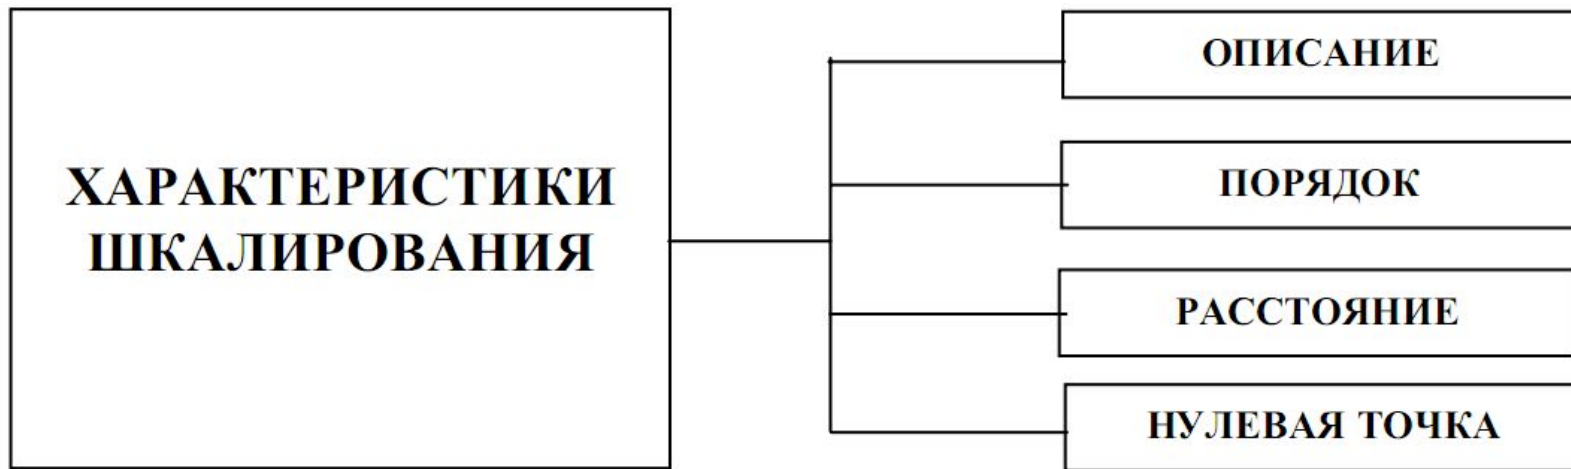 ХАРАКТЕРИСТИКИ
ШКАЛИРОВАНИЯ
ОПИСАНИЕ
ПОРЯДОК
РАССТОЯНИЕ
НУЛЕВАЯ ТОЧКА